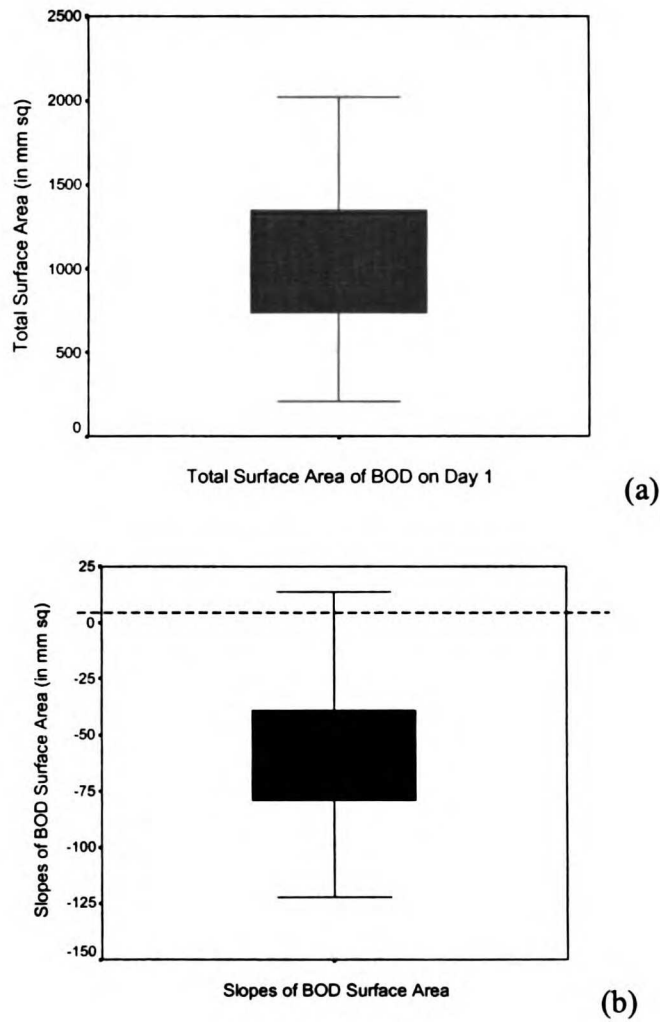 2500
2000
1500
1000
500
0
Total Surface Area (in mm sq)
Total Surface Area of BOD on Day 1
(a)
25
0
-25
-50
-75
-100
-125
-150
Slopes of BOD Surface Area (in mm sq)
Slopes of BOD Surface Area
(b)